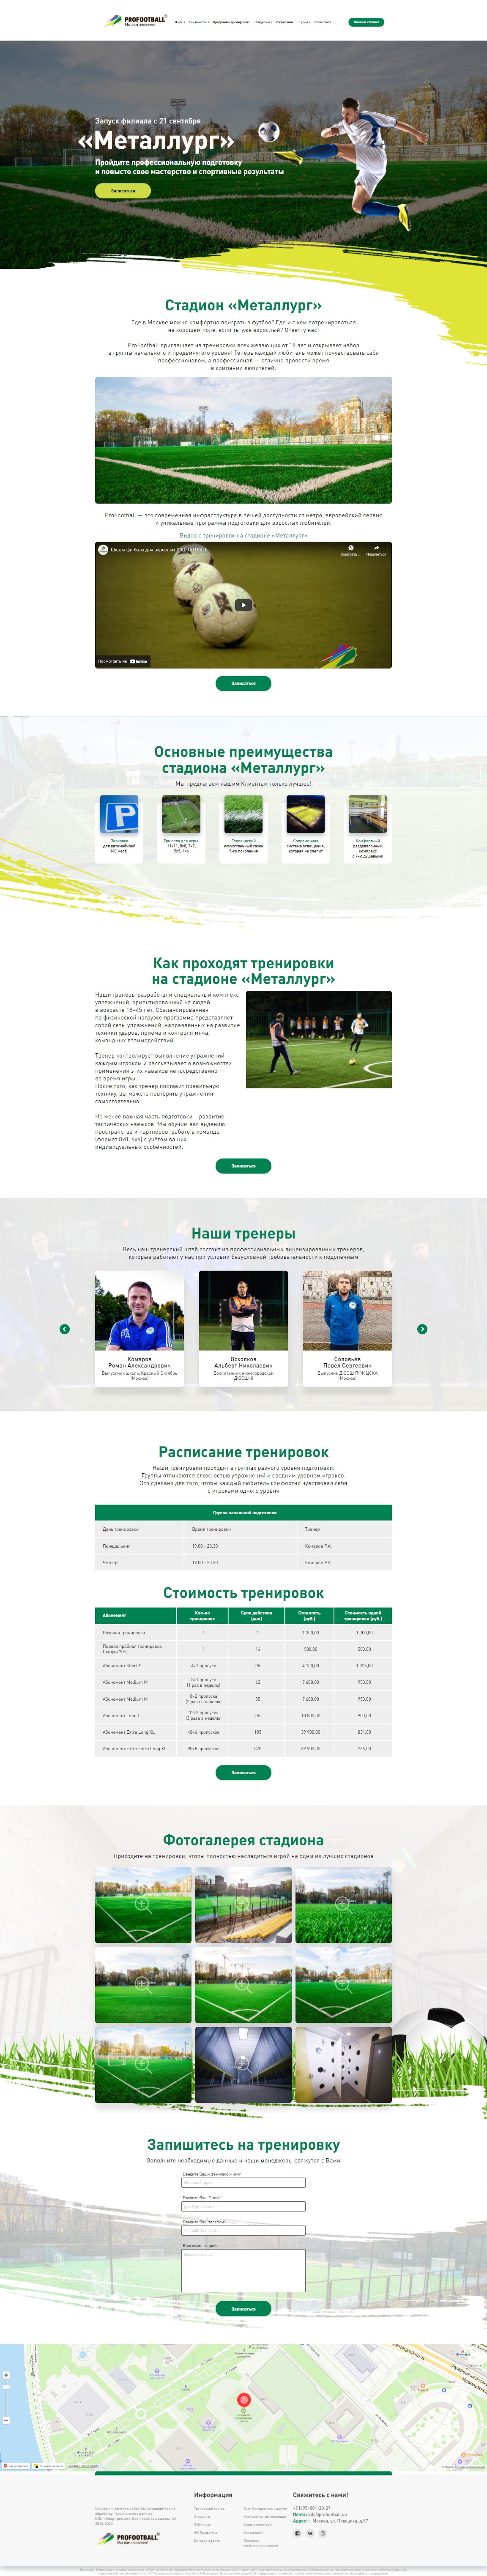 PROFOOTBALL
Мы вам поможем!
О нас
Как начать?
Программа тренировок
Стадионы
Расписание
Цены
Записаться
Личный кабинет
Запуск филиала с 21 сентября
«Металлург»
Пройдите профессиональную подготовку
и повысте свое мастерство и спортивные результаты
Записаться
Стадион «Металлург»
Где в Москве можно комфортно поиграть в футбол? Где и с кем потренироваться
на хорошем поле, если ты уже взрослый? Ответ: у нас!
ProFootball приглашает на тренировки всех желающих от 18 лет и открывает набор
в группы начального и продвинутого уровня! Теперь каждый любитель может почувствовать себя
профессионалом, а профессионал — отлично провести время
в компании любителей.
ProFootball — это современная инфраструктура в пешей доступности от метро, европейский сервис
и уникальные программы подготовки для взрослых любителей.
Видео с тренировок на стадионе «Металлург»
Школа футбола для взрослых PROFOOTBALL
Смотреть ...
Поделиться
Посмотреть на YouTube
Записаться
Основные преимущества
стадиона «Металлург»
Мы предлагаем нашим Клиентам только лучшее!
Парковка
для автомобилей
(40 мест)
Три поля для игры:
11х11, 8х8, 7х7,
5х5, 4х4
Голландский
искусственный газон
5-го поколения
Современная
система освещения,
которая не слепит
Комфортный
раздевалочный
комплекс
с 7-ю душевыми
Как проходят тренировки
на стадионе «Металлург»
Наши тренеры разработали специальный комплекс
упражнений, ориентированный на людей
в возрасте 18–45 лет. Сбалансированная
по физической нагрузке программа представляет
собой сеты упражнений, направленных на развитие
техники ударов, приёма и контроля мяча,
командных взаимодействий.
Тренер контролирует выполнение упражнений
каждым игроком и рассказывает о возможностях
применения этих навыков непосредственно
во время игры.
После того, как тренер поставит правильную
технику, вы можете повторять упражнения
самостоятельно.
Не менее важная часть подготовки – развитие
тактических навыков. Мы обучим вас видению
пространства и партнеров, работе в команде
(формат 8х8, 6х6) с учётом ваших
индивидуальных особенностей.
Записаться
Наши тренеры
Весь наш тренерский штаб состоит из профессиональных лицензированных тренеров,
которые работают у нас при условии безусловной требовательности к подопечным
Комаров
Роман Александрович
Выпускник школы Красный Октябрь
(Москва)
Осколков
Альберт Николаевич
Воспитанник нижегородской
ДЮСШ-8
Соловьев
Павел Сергеевич
Выпускник ДЮСШ ПФК ЦСКА
(Москва)
Расписание тренировок
Наши тренировки проходят в группах разного уровня подготовки.
Группы отличаются сложностью упражнений и средним уровнем игроков.
Это сделано для того, чтобы каждый любитель комфортно чувствовал себя
с игроками одного уровня
Группа начальной подготовки
День тренировки Время тренировки Тренер
Понедельник 19.00 - 20.30 Комаров Р.А.
Четверг 19.00 - 20.30 Комаров Р.А.
Стоимость тренировок
Абонемент Кол-во тренировок Срок действия (дни) Стоимость (руб.) Стоимость одной тренировки (руб.)
Разовая тренировка 1 1 1 300,00 1 300,00
Первая пробная тренировка
Скидка 70% 1 14 500,00 500,00
Абонемент Short S 4+1 пропуск 35 4 100,00 1 025,00
Абонемент Medium M 8+1 пропуск (1 раз в неделю) 63 7 600,00 950,00
Абонемент Medium M 8+2 пропуска (2 раза в неделю) 35 7 600,00 950,00
Абонемент Long L 12+2 пропуска (3 раза в неделю) 35 10 800,00 900,00
Абонемент Extra Long XL 48+4 пропусков 185 39 900,00 831,00
Абонемент Extra Extra Long XL 90+8 пропусков 370 69 900,00 746,00
Записаться
Фотогалерея стадиона
Приходите на тренировки, чтобы полностью насладиться игрой на одним из лучших стадионов
Запишитесь на тренировку
Заполните необходимые данные и наши менеджеры свяжутся с Вами
Введите Ваши фамилию и имя*
Введите Ваш E-mail*
Введите Ваш телефон*
Ваш комментарий
Записаться
Информация
Свяжитесь с нами!
+7 (495) 001-38-27
Почта: info@profootball.su
Адрес: г. Москва, ул. Плющиха, д.57
PROFOOTBALL
Мы вам поможем!